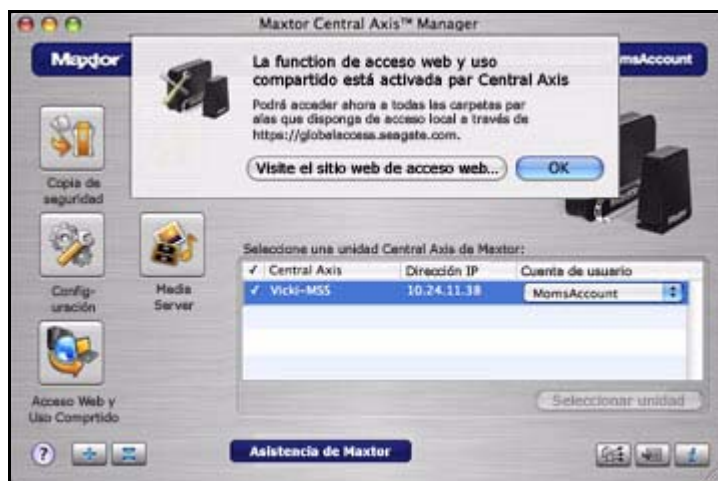 Maxtor Central Axis™ Manager
Maxtor
MomsAccount
La function de acceso web y uso
compartido está activada par Central Axis
Podrá acceder ahora a todas las carpetas par
alas que disponga de acceso local a través de
https://globalaccess.seagate.com.
Visite el sitio web de acceso web...
OK
Copia de
seguridad
Config-
uración
Media
Server
Acceso Web y
Uso Comprtido
Seleccione una unidad Central Axis de Maxtor:
✓ Central Axis Dirección IP Cuenta de usuario
✓ Vicki-MSS 10.24.11.38 MomsAccount
Seleccionar unidad
?
Asistencia de Maxtor
i